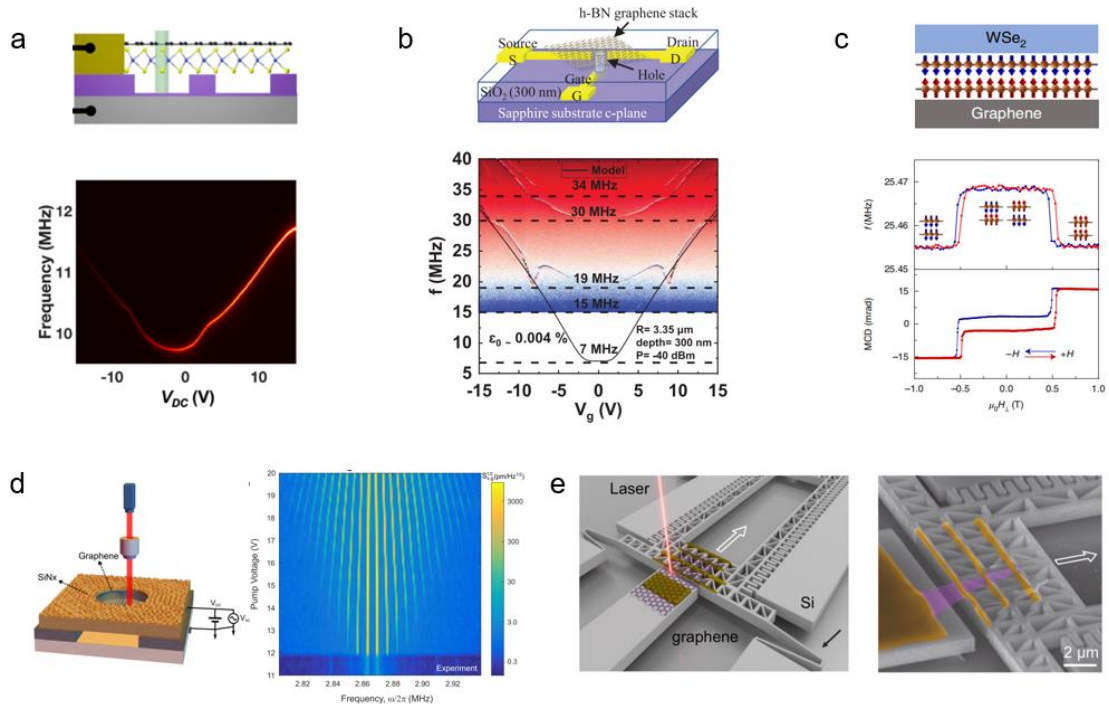 a
Frequency (MHz)
12
11
10
-10
0
10
V_DC (V)
b
h-BN graphene stack
Source
Drain
S
D
Hole
Gate
G
SiO₂ (300 nm)
Sapphire substrate c-plane
f (MHz)
40
35
30
25
20
15
10
5
Model
34 MHz
30 MHz
19 MHz
15 MHz
7 MHz
ε₀ ~ 0.004 %
R= 3.35 µm
depth= 300 nm
P= -40 dBm
-15 -10 -5 0 5 10 15
V_g (V)
c
WSe₂
Graphene
f (MHz)
25.47
25.46
25.45
MCD (mrad)
15
0
-15
−H +H
-1.0 -0.5 0.0 0.5 1.0
µ₀H⊥ (T)
d
Graphene
SiNx
Pump Voltage (V)
20
19
18
17
16
15
14
13
12
11
Experiment
2.82 2.84 2.86 2.88 2.90 2.92
Frequency, ω/2π (MHz)
3000
300
30
3
0.3
e
Laser
Si
graphene
2 µm